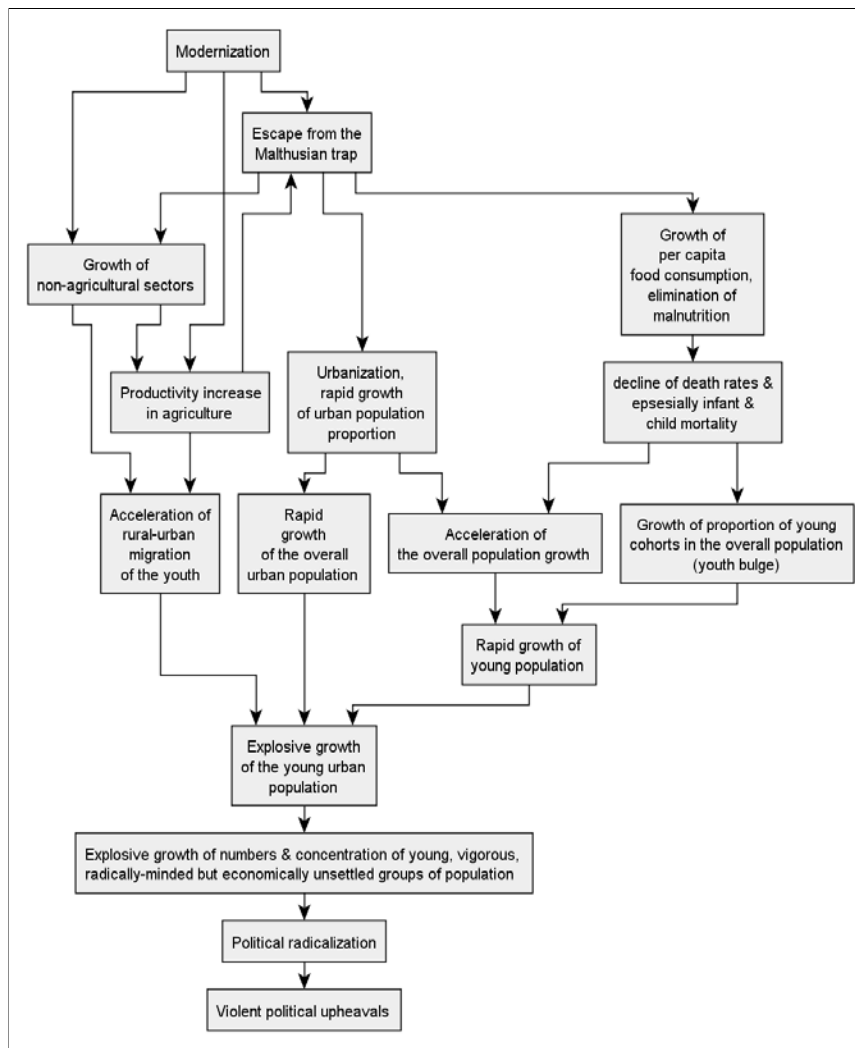 Modernization
Escape from the
Malthusian trap
Growth of
non-agricultural sectors
Growth of
per capita
food consumption,
elimination of
malnutrition
Productivity increase
in agriculture
Urbanization,
rapid growth
of urban population
proportion
decline of death rates &
epsesially infant &
child mortality
Acceleration of
rural-urban
migration
of the youth
Rapid
growth
of the overall
urban population
Acceleration of
the overall population growth
Growth of proportion of young
cohorts in the overall population
(youth bulge)
Rapid growth of
young population
Explosive growth
of the young urban
population
Explosive growth of numbers & concentration of young, vigorous,
radically-minded but economically unsettled groups of population
Political radicalization
Violent political upheavals